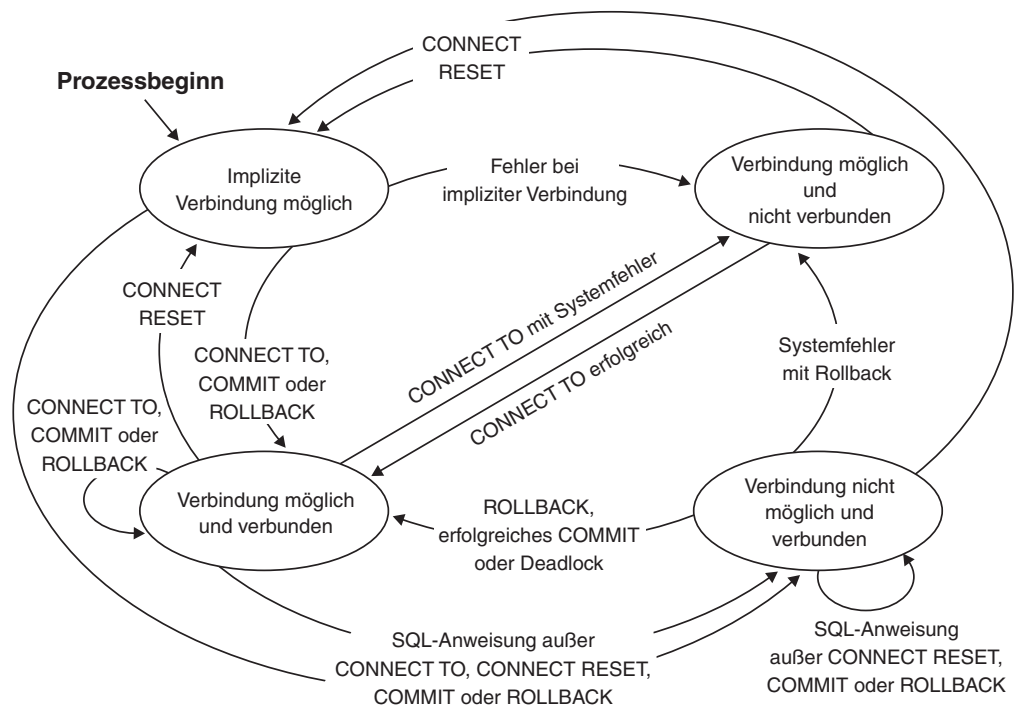 CONNECT
RESET
Prozessbeginn
Implizite
Verbindung möglich
Fehler bei
impliziter Verbindung
Verbindung möglich
und
nicht verbunden
CONNECT
RESET
CONNECT TO mit Systemfehler
CONNECT TO erfolgreich
Systemfehler
mit Rollback
CONNECT TO,
COMMIT oder
ROLLBACK
CONNECT TO,
COMMIT oder
ROLLBACK
Verbindung möglich
und verbunden
ROLLBACK,
erfolgreiches COMMIT
oder Deadlock
Verbindung nicht
möglich und
verbunden
SQL-Anweisung außer
CONNECT TO, CONNECT RESET,
COMMIT oder ROLLBACK
SQL-Anweisung
außer CONNECT RESET,
COMMIT oder ROLLBACK